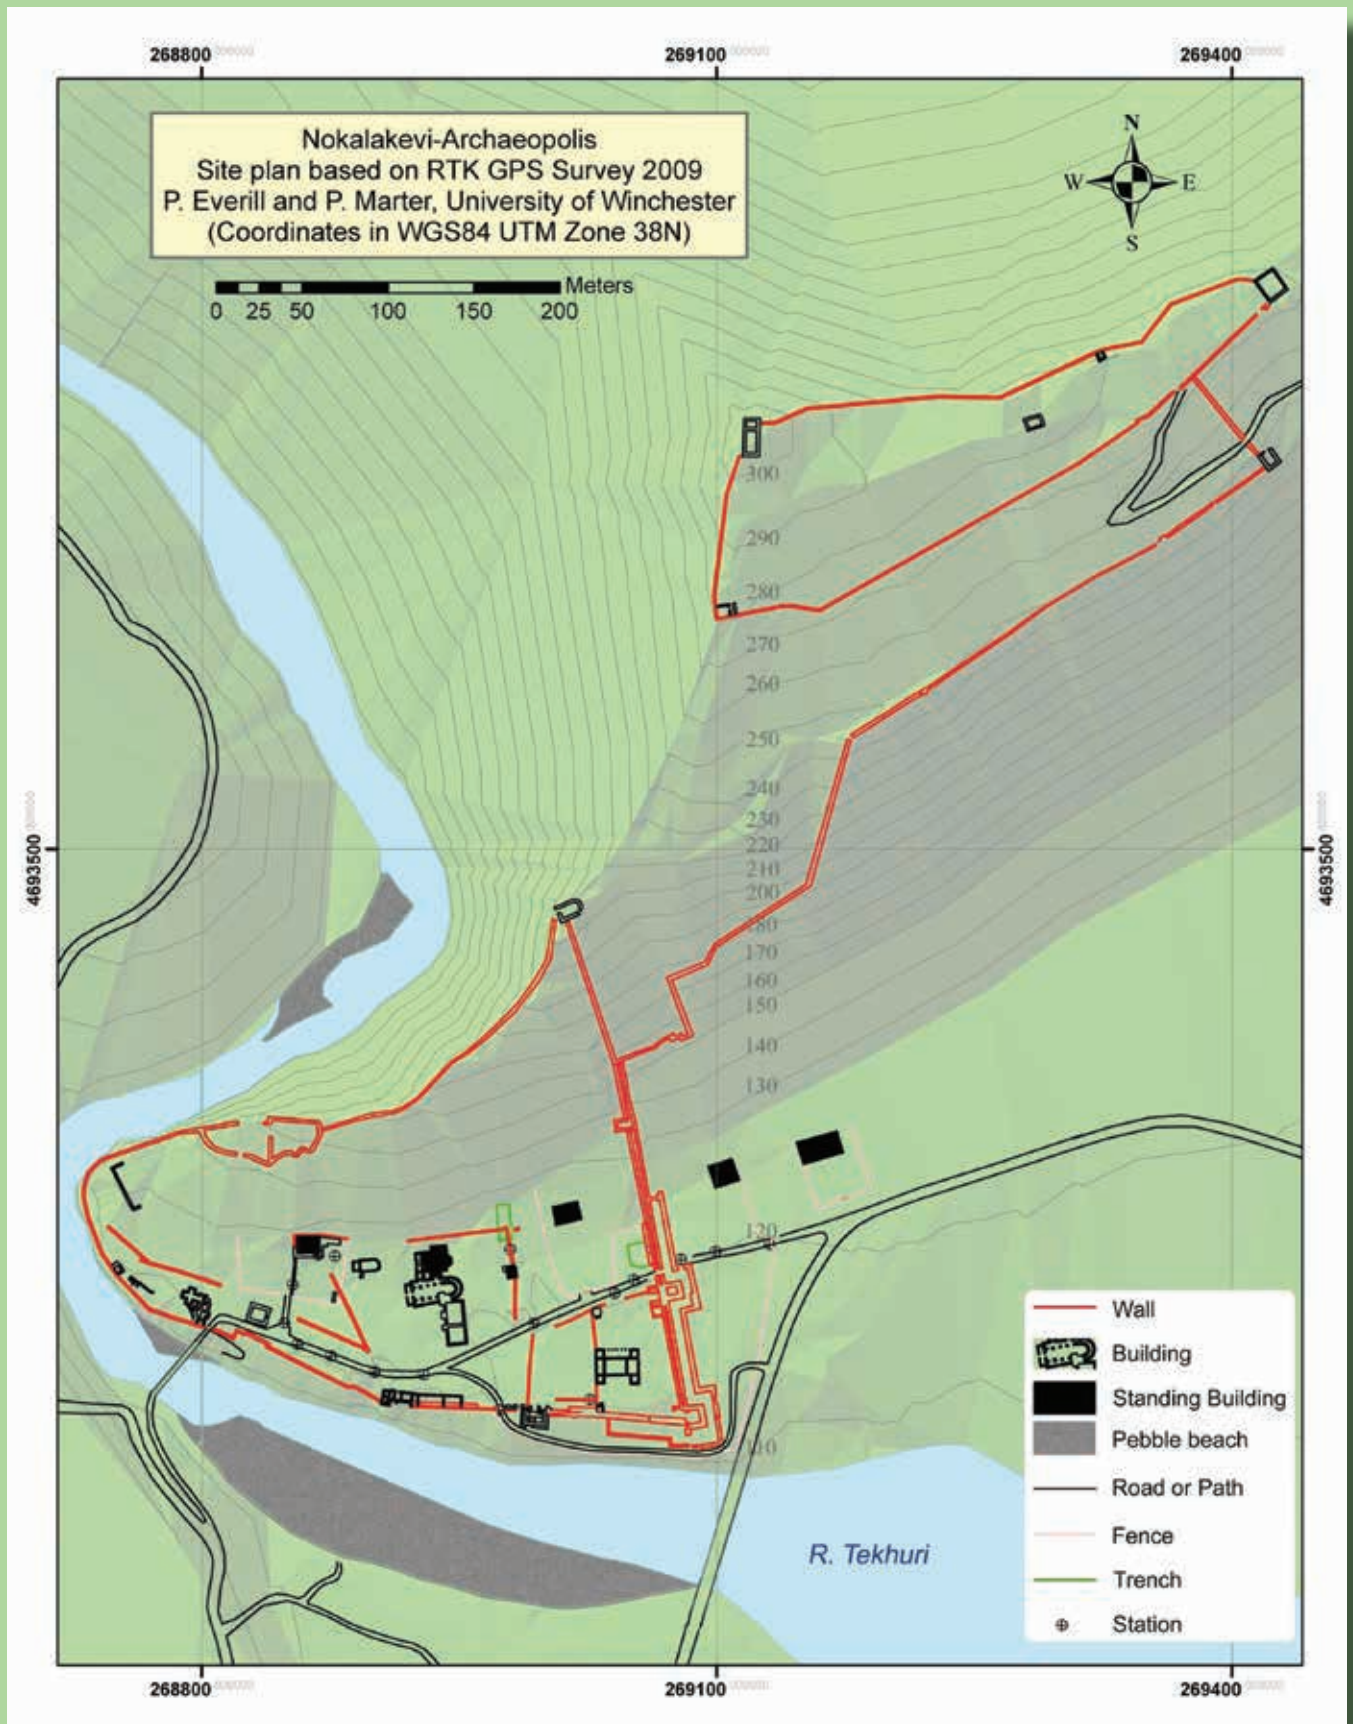 268800
269100
269400
Nokalakevi-Archaeopolis
Site plan based on RTK GPS Survey 2009
P. Everill and P. Marter, University of Winchester
(Coordinates in WGS84 UTM Zone 38N)
Meters
0 25 50 100 150 200
N
W E
S
300
290
280
270
260
250
240
230
220
210
200
180
170
160
150
140
130
120
110
4693500
4693500
R. Tekhuri
Wall
Building
Standing Building
Pebble beach
Road or Path
Fence
Trench
Station
268800
269100
269400